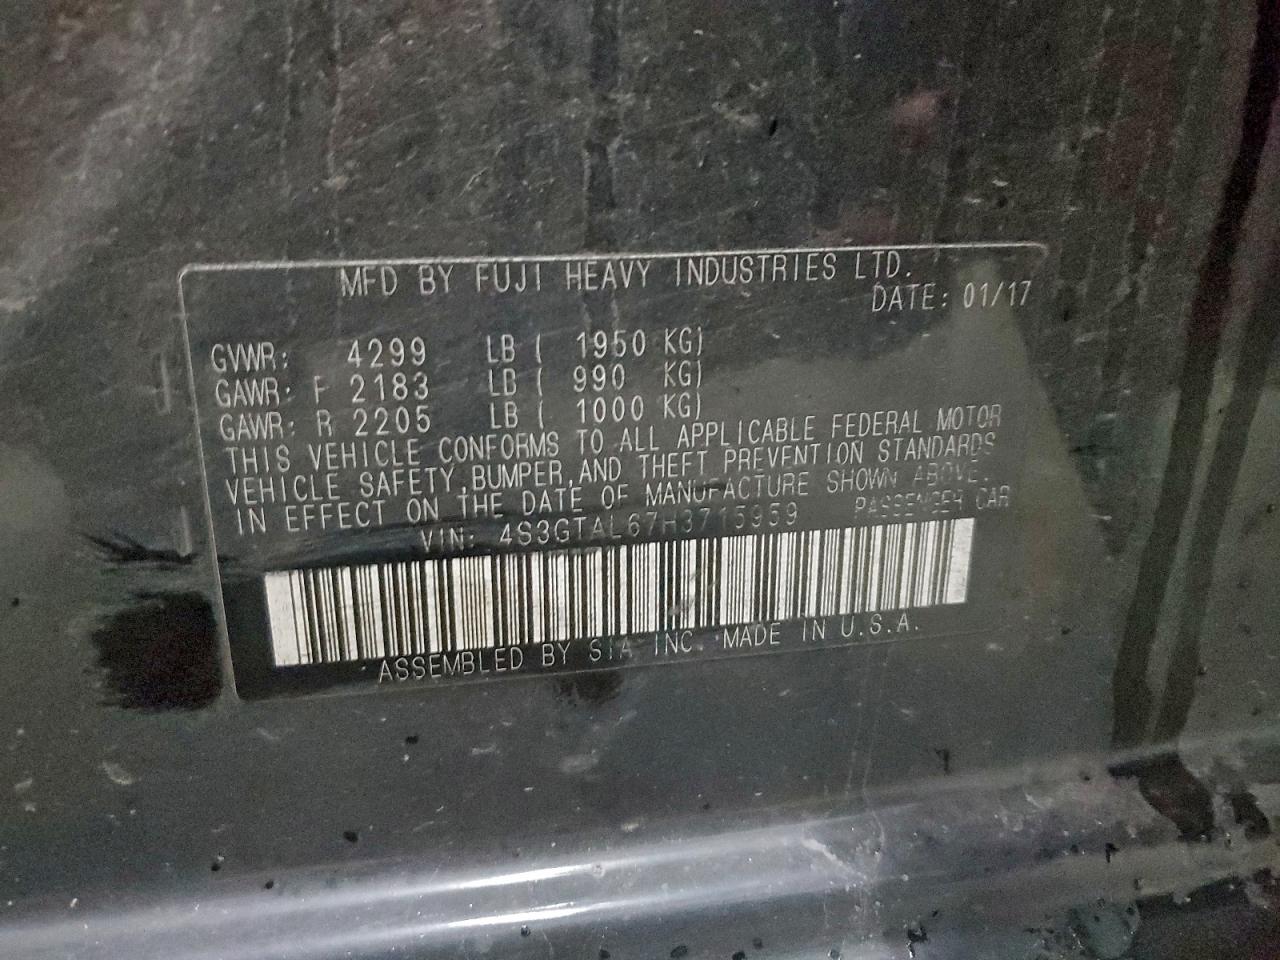 MFD BY FUJI HEAVY INDUSTRIES LTD.
DATE: 01/17
GVWR: 4299 LB ( 1950 KG)
GAWR: F 2183 LB ( 990 KG)
GAWR: R 2205 LB ( 1000 KG)
THIS VEHICLE CONFORMS TO ALL APPLICABLE FEDERAL MOTOR
VEHICLE SAFETY,BUMPER,AND THEFT PREVENTION STANDARDS
IN EFFECT ON THE DATE OF MANUFACTURE SHOWN ABOVE.
VIN: 4S3GTAL67H3715959 PASSENGER CAR
ASSEMBLED BY SIA INC. MADE IN U.S.A.